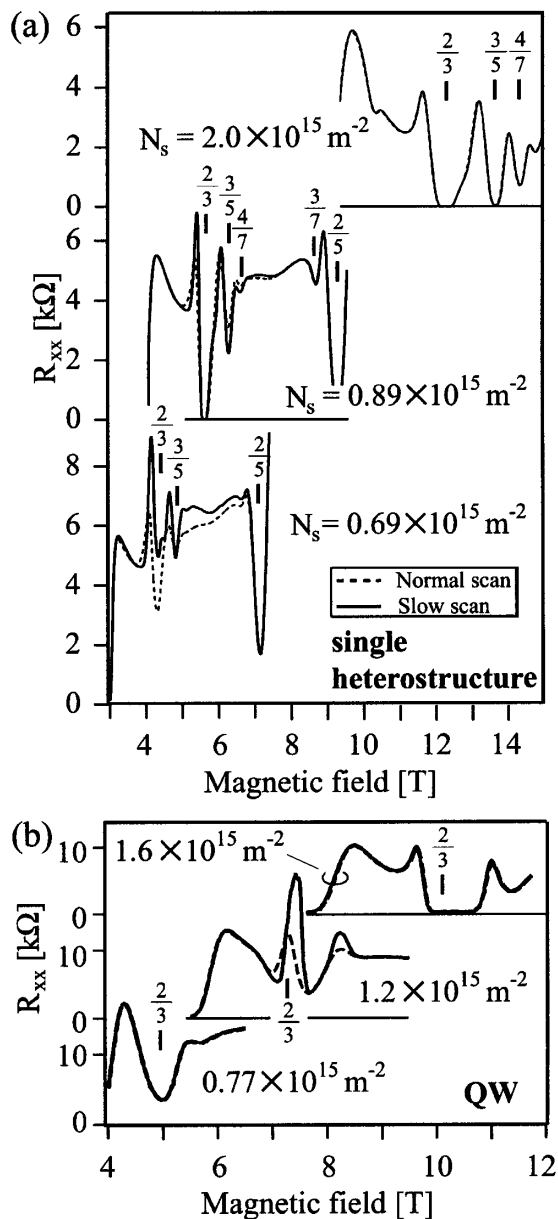 (a)
6
4
2
0
2/3 3/5 4/7
N_s = 2.0×10^15 m^-2
6
4
2
0
2/3 3/5 4/7 3/7 2/5
N_s = 0.89×10^15 m^-2
R_xx [kΩ]
8
6
4
2
0
2/3 3/5 2/5
N_s = 0.69×10^15 m^-2
Normal scan
Slow scan
single
heterostructure
4 6 8 10 12 14
Magnetic field [T]
(b)
10
0
1.6×10^15 m^-2
2/3
R_xx [kΩ]
10
0
2/3
1.2×10^15 m^-2
10
0
2/3
0.77×10^15 m^-2
QW
4 6 8 10 12
Magnetic field [T]